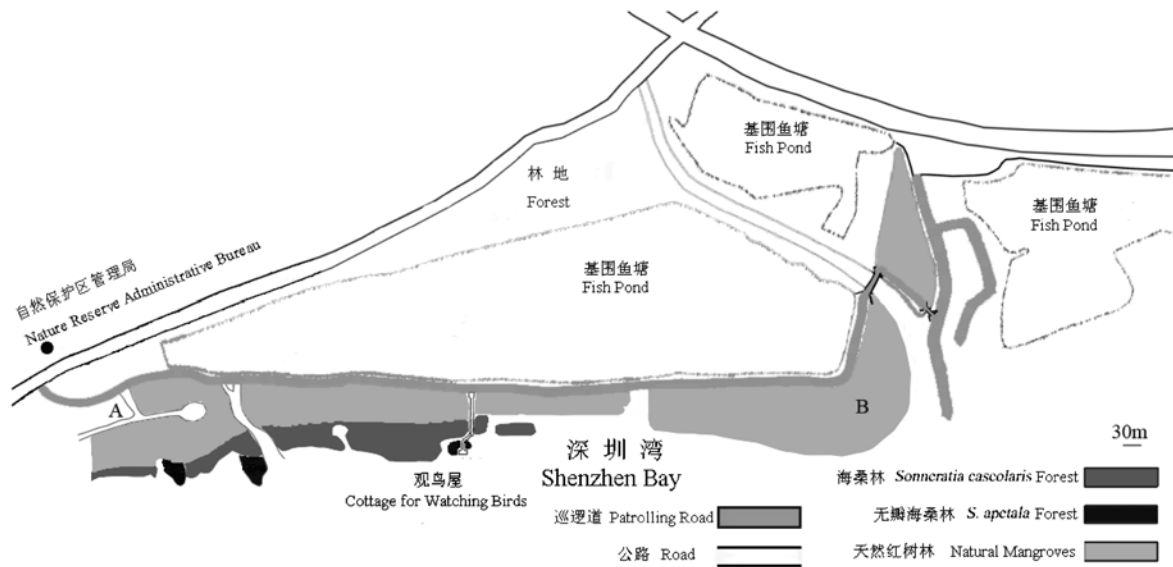 基围鱼塘
Fish Pond
林 地
Forest
基围鱼塘
Fish Pond
自然保护区管理局
Nature Reserve Administrative Bureau
基围鱼塘
Fish Pond
A
B
30m
观鸟屋
Cottage for Watching Birds
深 圳 湾
Shenzhen Bay
海桑林 Sonneratia cascolaris Forest
巡逻道 Patrolling Road
无瓣海桑林 S. apetala Forest
公路 Road
天然红树林 Natural Mangroves